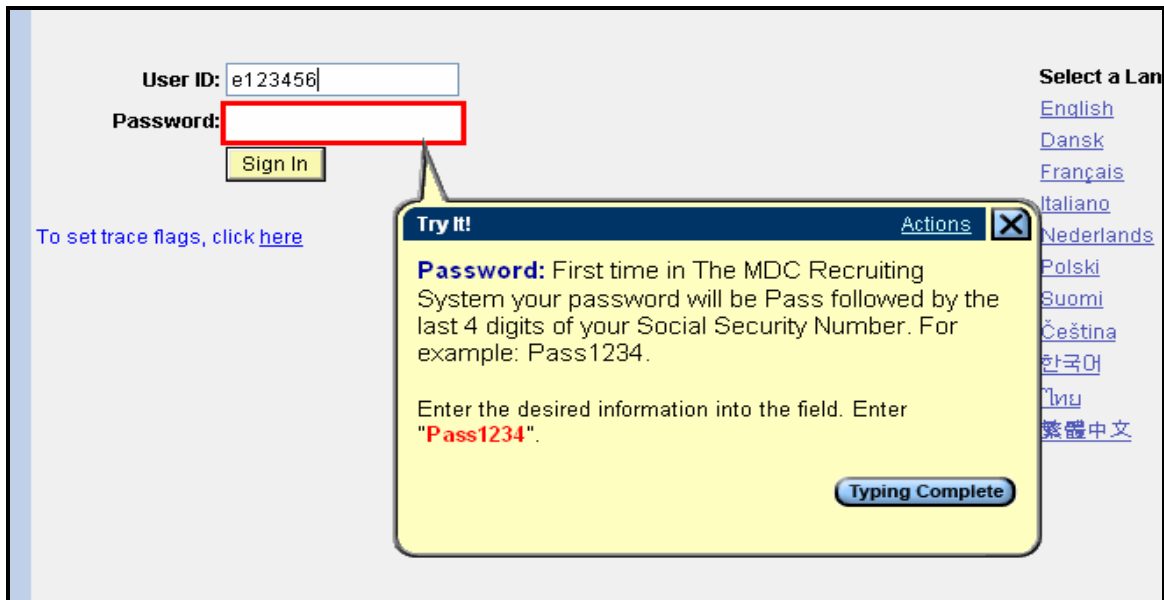 User ID: e123456
Password:
Sign In
To set trace flags, click here
Try It!
Actions
Password: First time in The MDC Recruiting
System your password will be Pass followed by the
last 4 digits of your Social Security Number. For
example: Pass1234.
Enter the desired information into the field. Enter
"Pass1234".
Typing Complete
Select a Lan
English
Dansk
Français
Italiano
Nederlands
Polski
Suomi
Čeština
한국어
ไทย
繁體中文